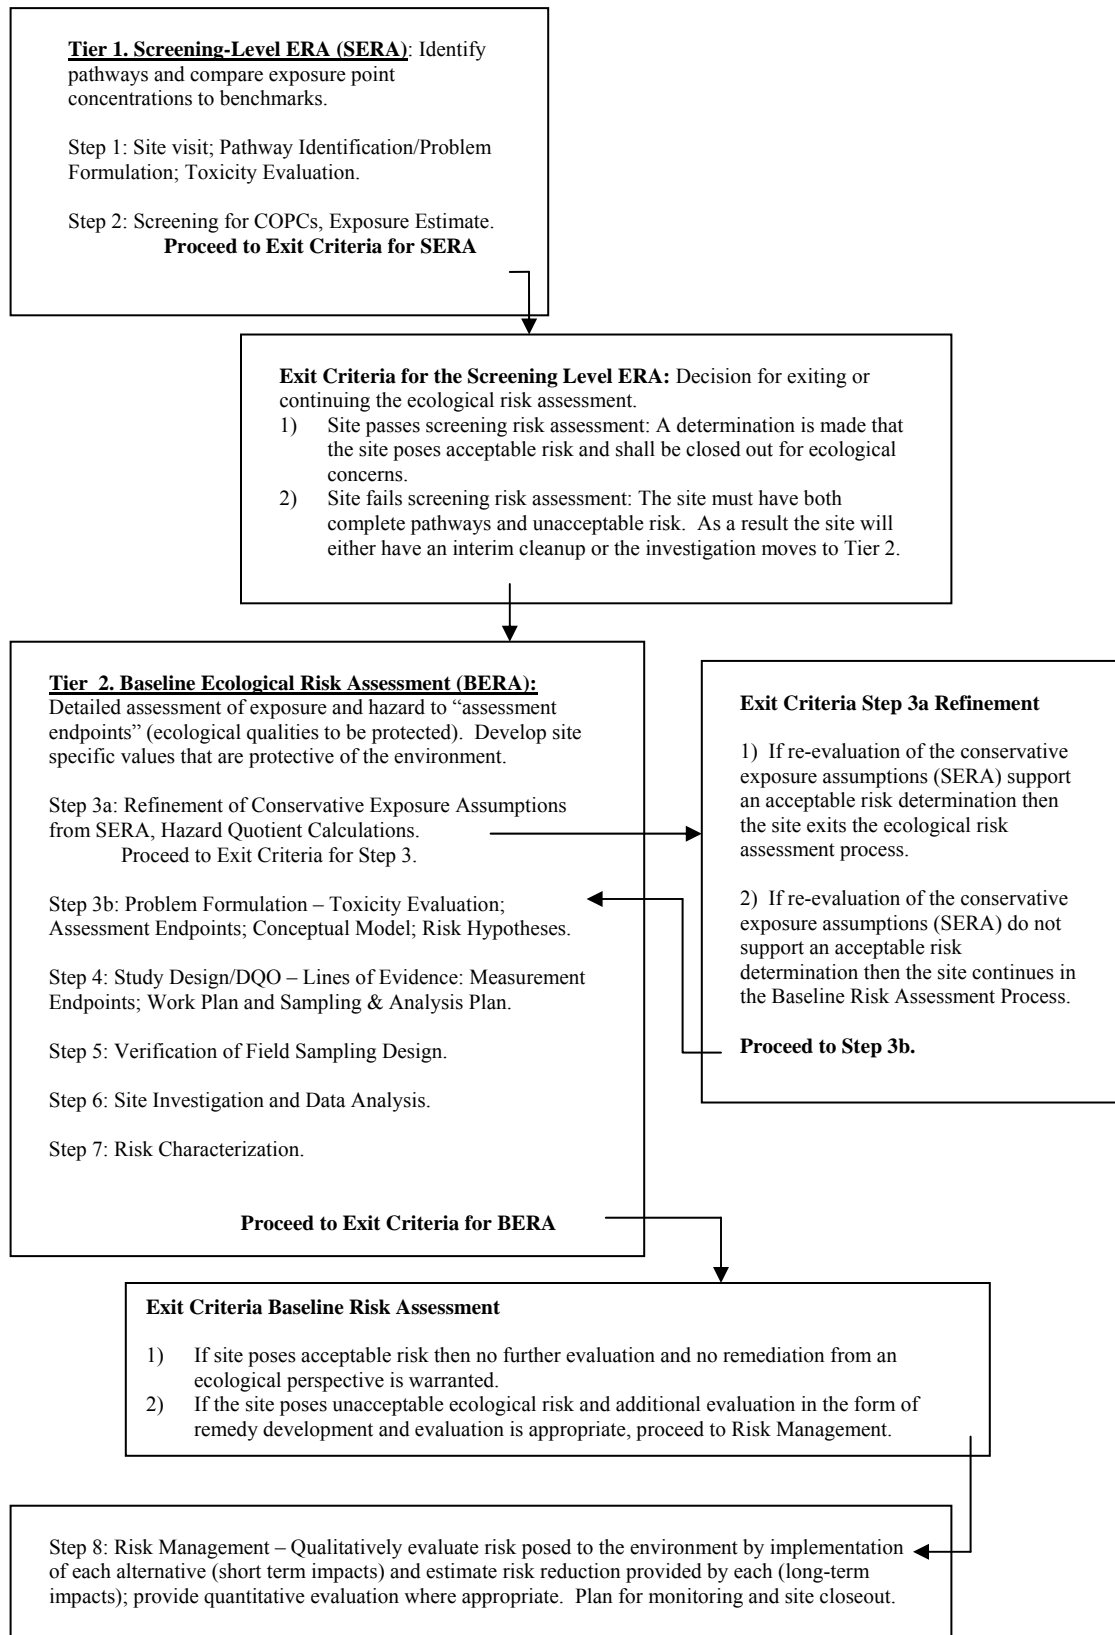 Tier 1. Screening-Level ERA (SERA): Identify
pathways and compare exposure point
concentrations to benchmarks.
Step 1: Site visit; Pathway Identification/Problem
Formulation; Toxicity Evaluation.
Step 2: Screening for COPCs, Exposure Estimate.
Proceed to Exit Criteria for SERA
Exit Criteria for the Screening Level ERA: Decision for exiting or
continuing the ecological risk assessment.
1) Site passes screening risk assessment: A determination is made that
the site poses acceptable risk and shall be closed out for ecological
concerns.
2) Site fails screening risk assessment: The site must have both
complete pathways and unacceptable risk. As a result the site will
either have an interim cleanup or the investigation moves to Tier 2.
Tier 2. Baseline Ecological Risk Assessment (BERA):
Detailed assessment of exposure and hazard to “assessment
endpoints” (ecological qualities to be protected). Develop site
specific values that are protective of the environment.
Step 3a: Refinement of Conservative Exposure Assumptions
from SERA, Hazard Quotient Calculations.
Proceed to Exit Criteria for Step 3.
Step 3b: Problem Formulation – Toxicity Evaluation;
Assessment Endpoints; Conceptual Model; Risk Hypotheses.
Step 4: Study Design/DQO – Lines of Evidence: Measurement
Endpoints; Work Plan and Sampling & Analysis Plan.
Step 5: Verification of Field Sampling Design.
Step 6: Site Investigation and Data Analysis.
Step 7: Risk Characterization.
Proceed to Exit Criteria for BERA
Exit Criteria Step 3a Refinement
1) If re-evaluation of the conservative
exposure assumptions (SERA) support
an acceptable risk determination then
the site exits the ecological risk
assessment process.
2) If re-evaluation of the conservative
exposure assumptions (SERA) do not
support an acceptable risk
determination then the site continues in
the Baseline Risk Assessment Process.
Proceed to Step 3b.
Exit Criteria Baseline Risk Assessment
1) If site poses acceptable risk then no further evaluation and no remediation from an
ecological perspective is warranted.
2) If the site poses unacceptable ecological risk and additional evaluation in the form of
remedy development and evaluation is appropriate, proceed to Risk Management.
Step 8: Risk Management – Qualitatively evaluate risk posed to the environment by implementation
of each alternative (short term impacts) and estimate risk reduction provided by each (long-term
impacts); provide quantitative evaluation where appropriate. Plan for monitoring and site closeout.